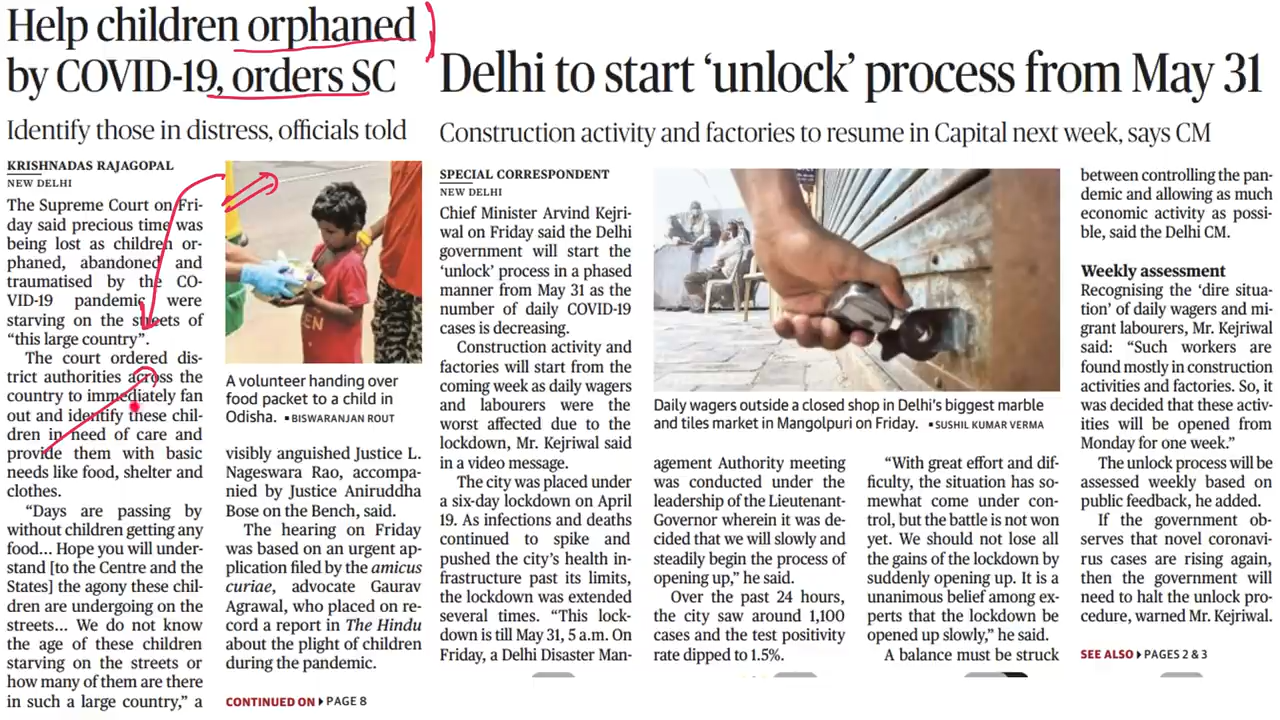 Help children orphaned
by COVID-19, orders SC
Identify those in distress, officials told
KRISHNADAS RAJAGOPAL
NEW DELHI
The Supreme Court on Fri-
day said precious time was
being lost as children or-
phaned, abandoned and
traumatised by the CO-
VID-19 pandemic were
starving on the streets of
“this large country”.
The court ordered dis-
trict authorities across the
country to immediately fan
out and identify these chil-
dren in need of care and
provide them with basic
needs like food, shelter and
clothes.
“Days are passing by
without children getting any
food... Hope you will under-
stand [to the Centre and the
States] the agony these chil-
dren are undergoing on the
streets... We do not know
the age of these children
starving on the streets or
how many of them are there
in such a large country,” a
A volunteer handing over
food packet to a child in
Odisha. ▪BISWARANJAN ROUT
visibly anguished Justice L.
Nageswara Rao, accompa-
nied by Justice Aniruddha
Bose on the Bench, said.
The hearing on Friday
was based on an urgent ap-
plication filed by the amicus
curiae, advocate Gaurav
Agrawal, who placed on re-
cord a report in The Hindu
about the plight of children
during the pandemic.
CONTINUED ON ▸ PAGE 8
Delhi to start ‘unlock’ process from May 31
Construction activity and factories to resume in Capital next week, says CM
SPECIAL CORRESPONDENT
NEW DELHI
Chief Minister Arvind Kejri-
wal on Friday said the Delhi
government will start the
‘unlock’ process in a phased
manner from May 31 as the
number of daily COVID-19
cases is decreasing.
Construction activity and
factories will start from the
coming week as daily wagers
and labourers were the
worst affected due to the
lockdown, Mr. Kejriwal said
in a video message.
The city was placed under
a six-day lockdown on April
19. As infections and deaths
continued to spike and
pushed the city’s health in-
frastructure past its limits,
the lockdown was extended
several times. “This lock-
down is till May 31, 5 a.m. On
Friday, a Delhi Disaster Man-
Daily wagers outside a closed shop in Delhi’s biggest marble
and tiles market in Mangolpuri on Friday. ▪SUSHIL KUMAR VERMA
agement Authority meeting
was conducted under the
leadership of the Lieutenant-
Governor wherein it was de-
cided that we will slowly and
steadily begin the process of
opening up,” he said.
Over the past 24 hours,
the city saw around 1,100
cases and the test positivity
rate dipped to 1.5%.
“With great effort and dif-
ficulty, the situation has so-
mewhat come under con-
trol, but the battle is not won
yet. We should not lose all
the gains of the lockdown by
suddenly opening up. It is a
unanimous belief among ex-
perts that the lockdown be
opened up slowly,” he said.
A balance must be struck
between controlling the pan-
demic and allowing as much
economic activity as possi-
ble, said the Delhi CM.
Weekly assessment
Recognising the ‘dire situa-
tion’ of daily wagers and mi-
grant labourers, Mr. Kejriwal
said: “Such workers are
found mostly in construction
activities and factories. So, it
was decided that these activ-
ities will be opened from
Monday for one week.”
The unlock process will be
assessed weekly based on
public feedback, he added.
If the government ob-
serves that novel coronavi-
rus cases are rising again,
then the government will
need to halt the unlock pro-
cedure, warned Mr. Kejriwal.
SEE ALSO ▸ PAGES 2 & 3